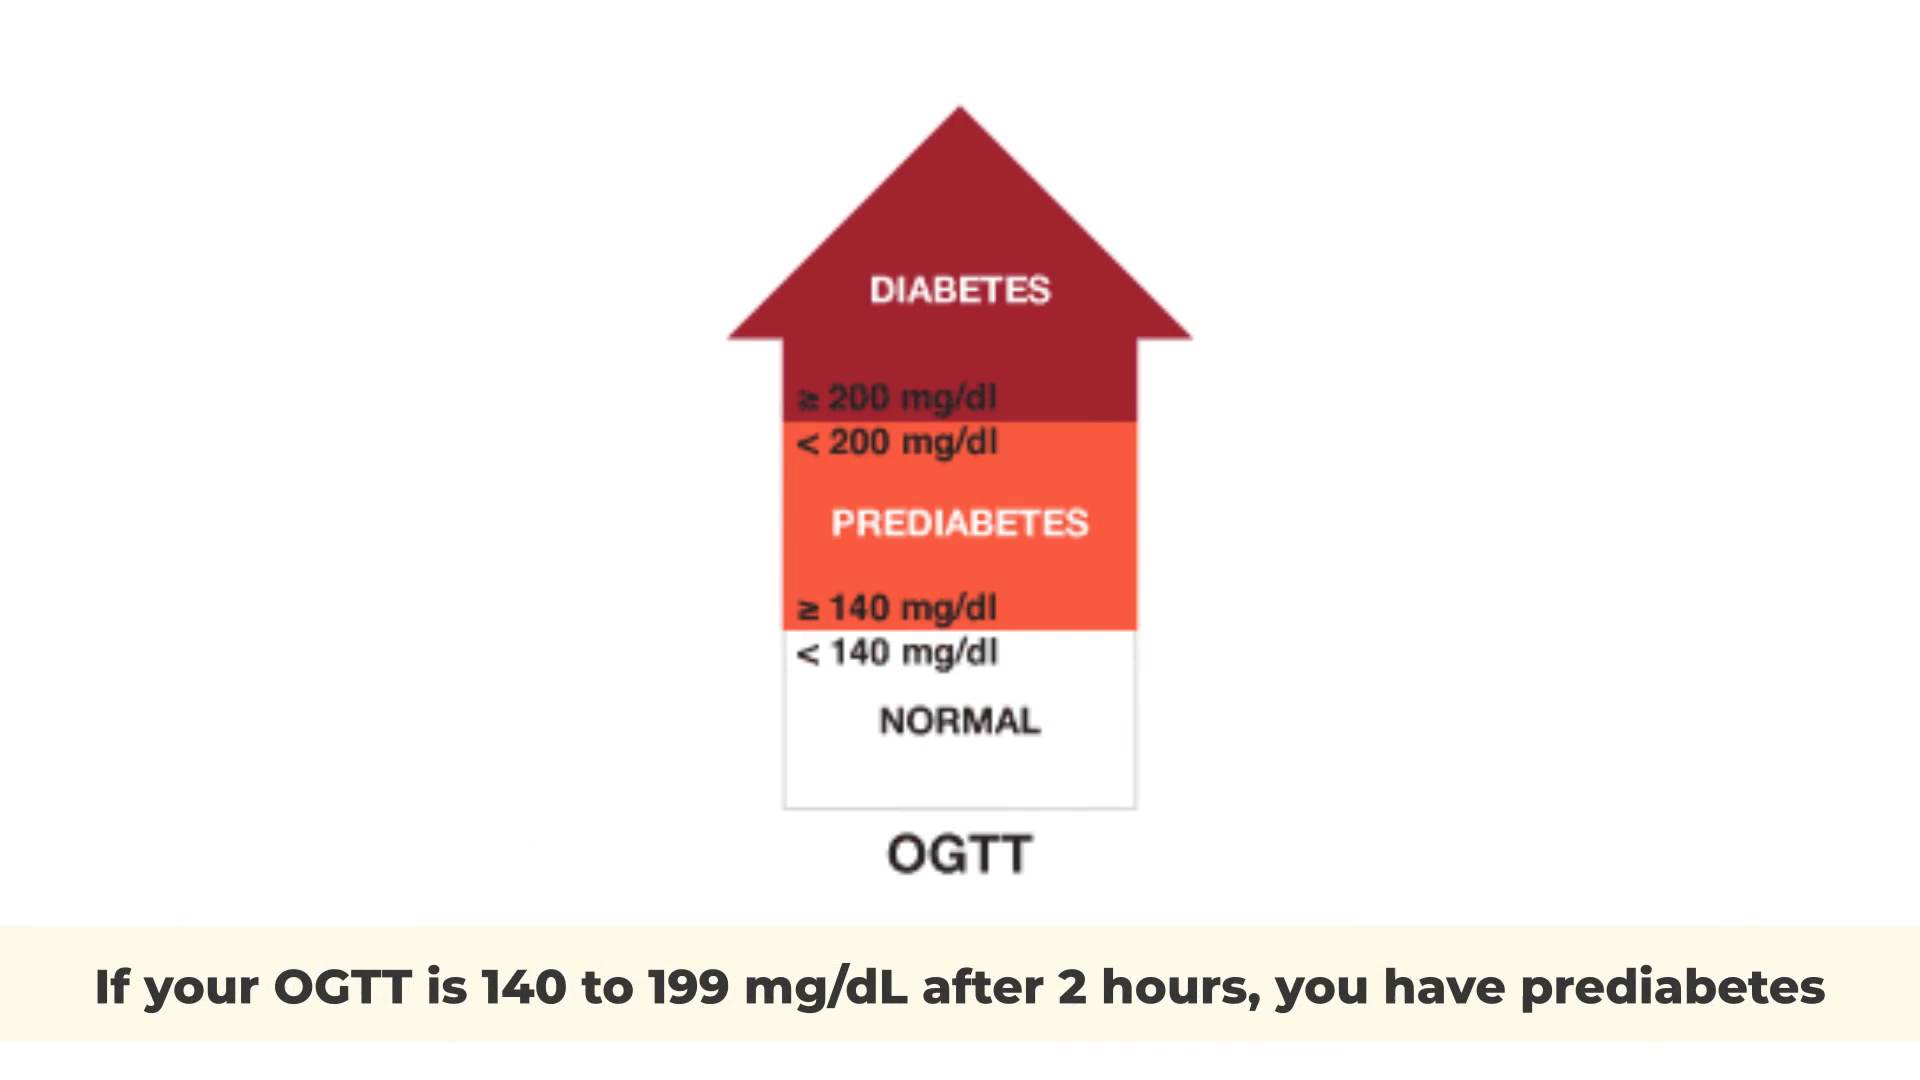 DIABETES
≥ 200 mg/dl
< 200 mg/dl
PREDIABETES
≥ 140 mg/dl
< 140 mg/dl
NORMAL
OGTT
If your OGTT is 140 to 199 mg/dL after 2 hours, you have prediabetes